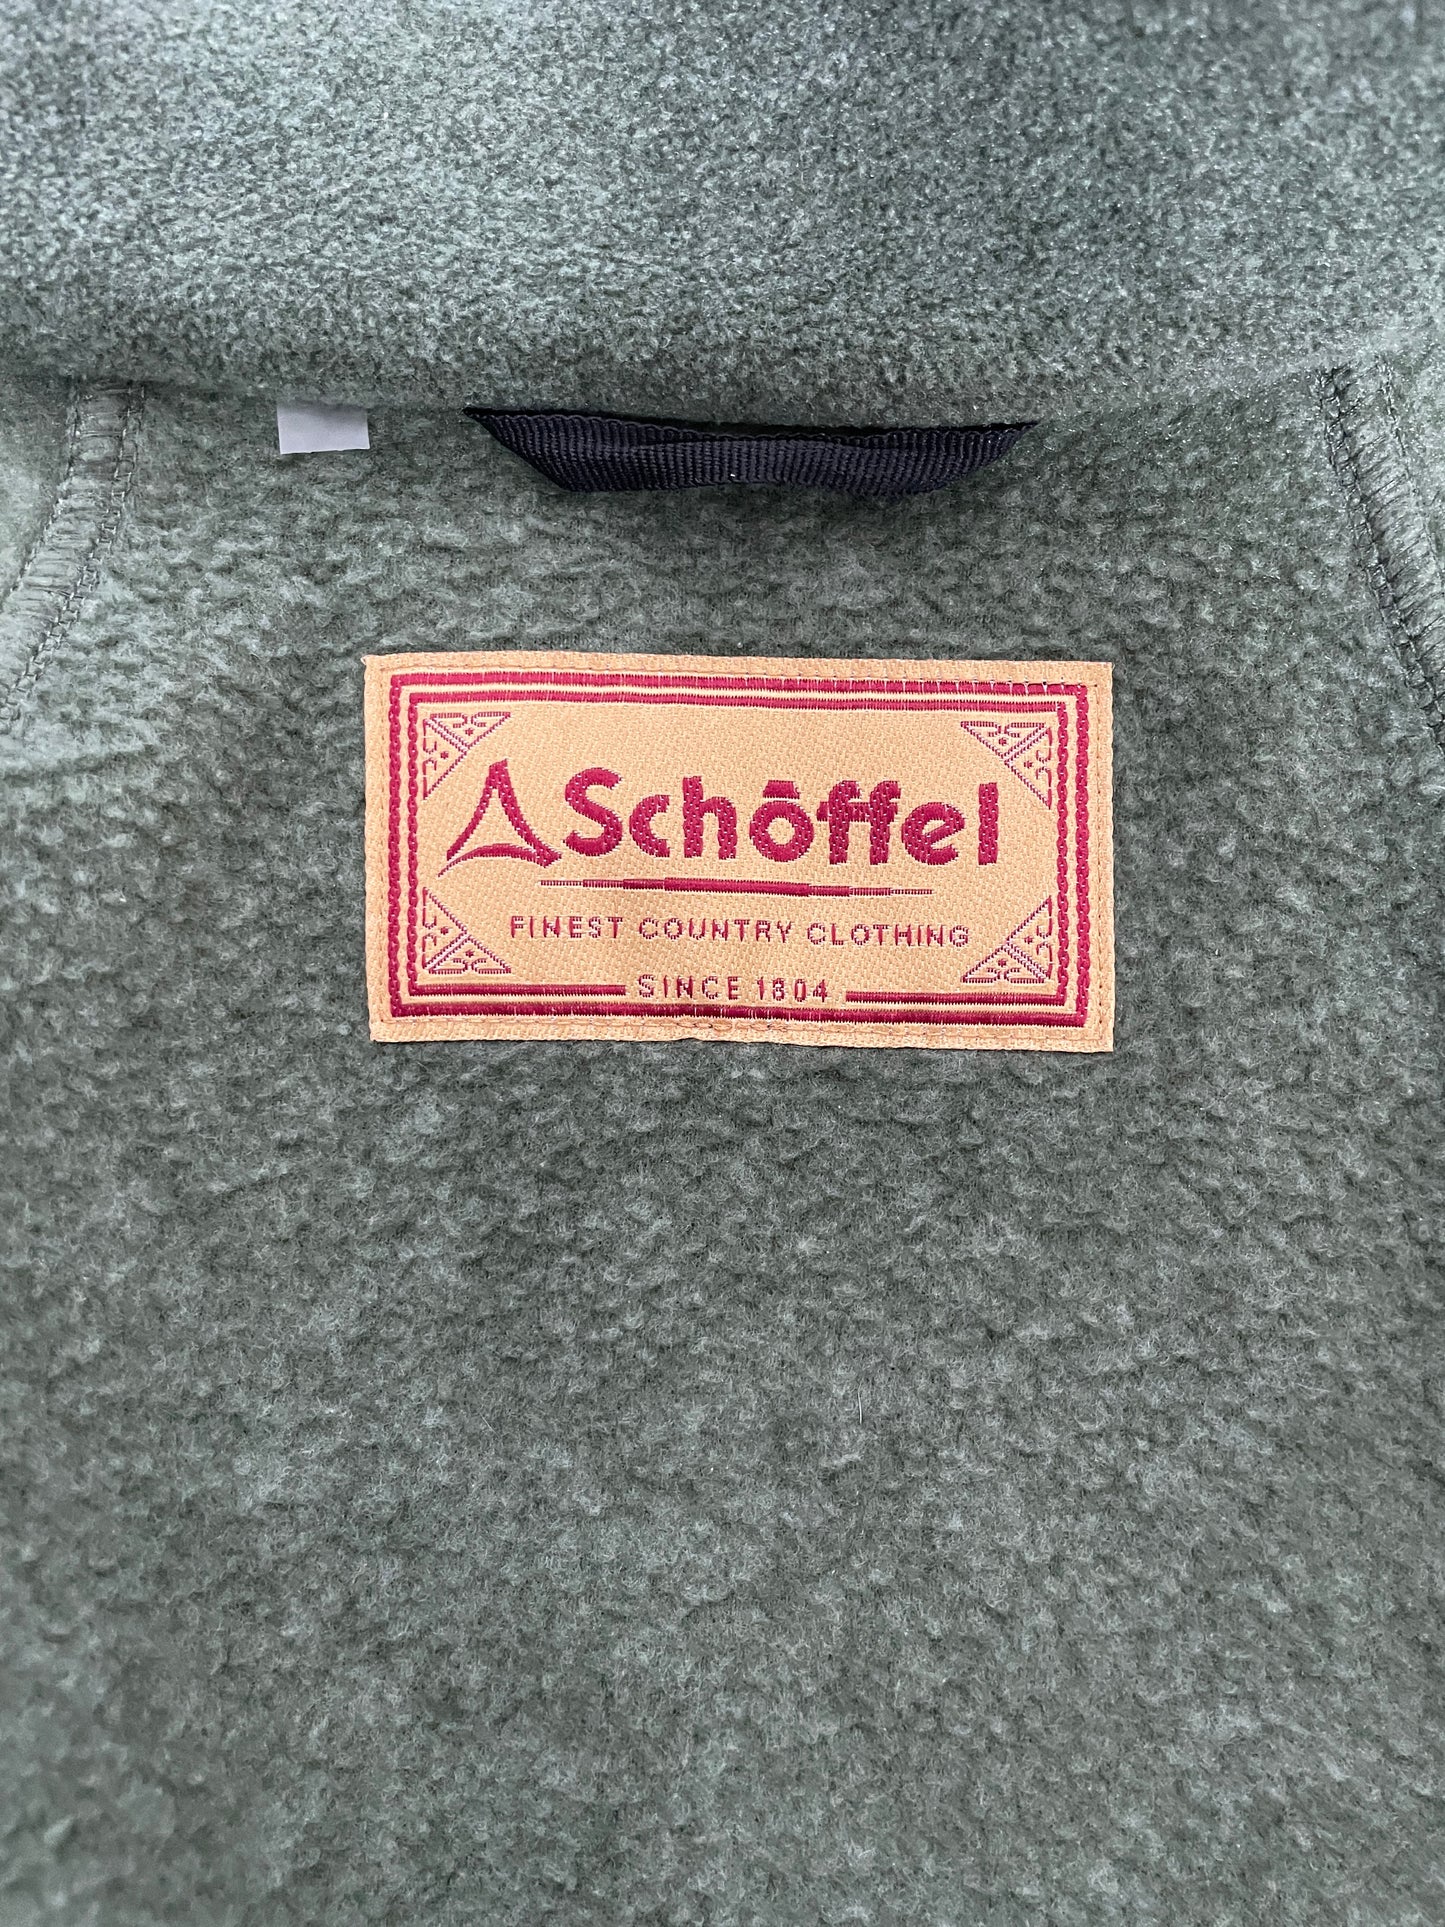 Schöffel
FINEST COUNTRY CLOTHING
SINCE 1804